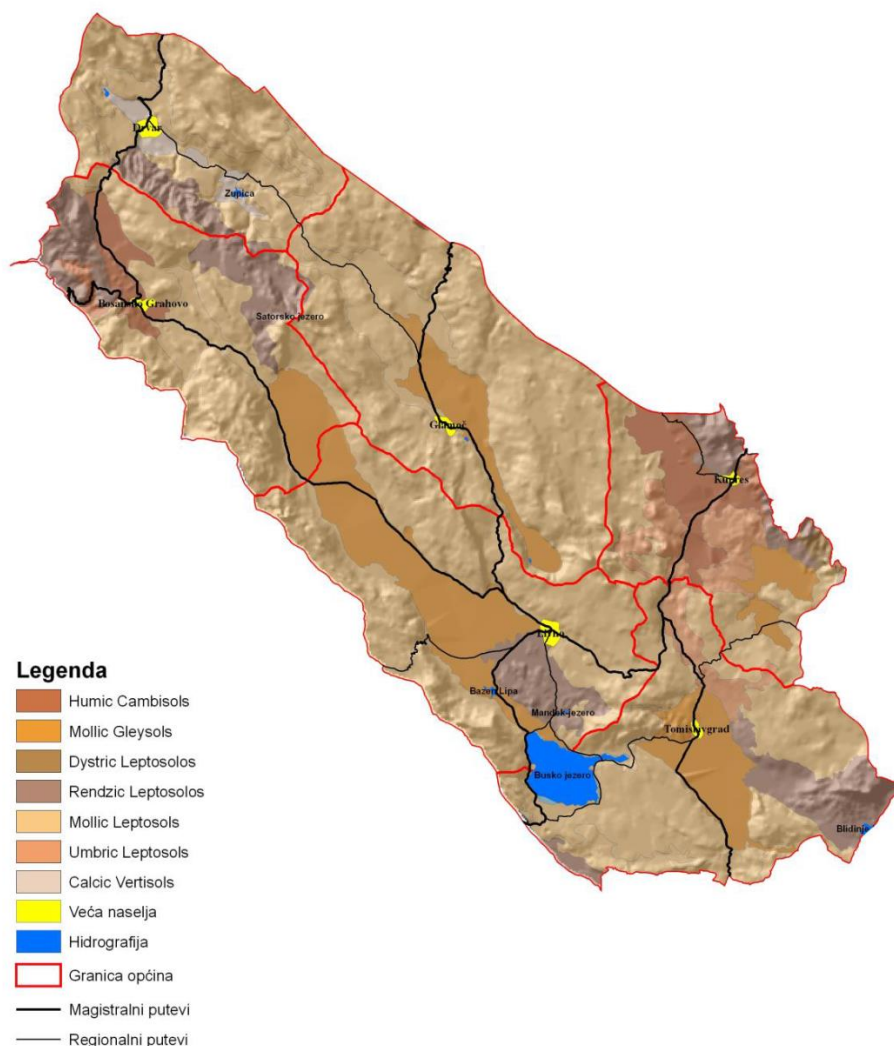 Drvar
Zupica
Bosansko Grahovo
Satorsko jezero
Glamoč
Kupres
Livno
Bazen Lipa
Mandek jezero
Tomislavgrad
Busko jezero
Blidinje
Legenda
Humic Cambisols
Mollic Gleysols
Dystric Leptosolos
Rendzic Leptosolos
Mollic Leptosols
Umbric Leptosols
Calcic Vertisols
Veća naselja
Hidrografija
Granica općina
Magistralni putevi
Regionalni putevi